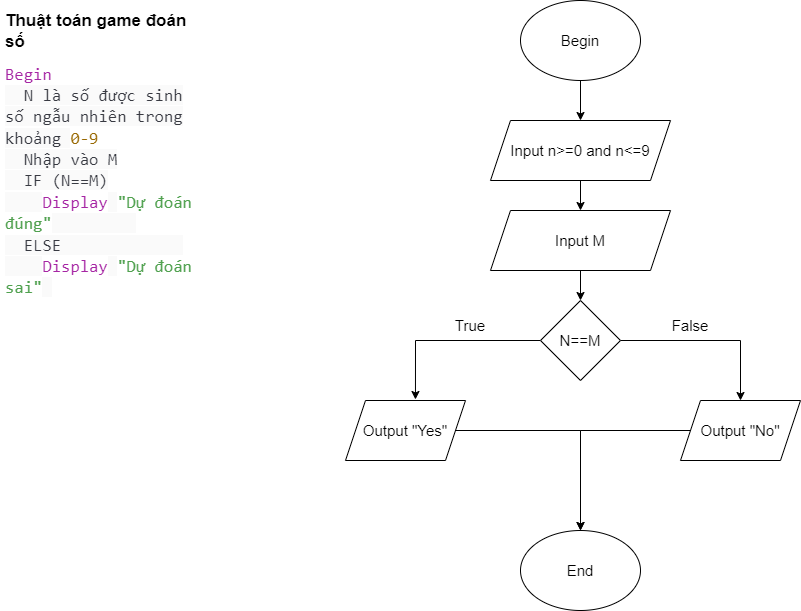 Thuật toán game đoán
số
Begin
N là số được sinh
số ngẫu nhiên trong
khoảng 0-9
Nhập vào M
IF (N==M)
Display "Dự đoán
đúng"
ELSE
Display "Dự đoán
sai"
Begin
Input n>=0 and n<=9
Input M
True
False
N==M
Output "Yes"
Output "No"
End